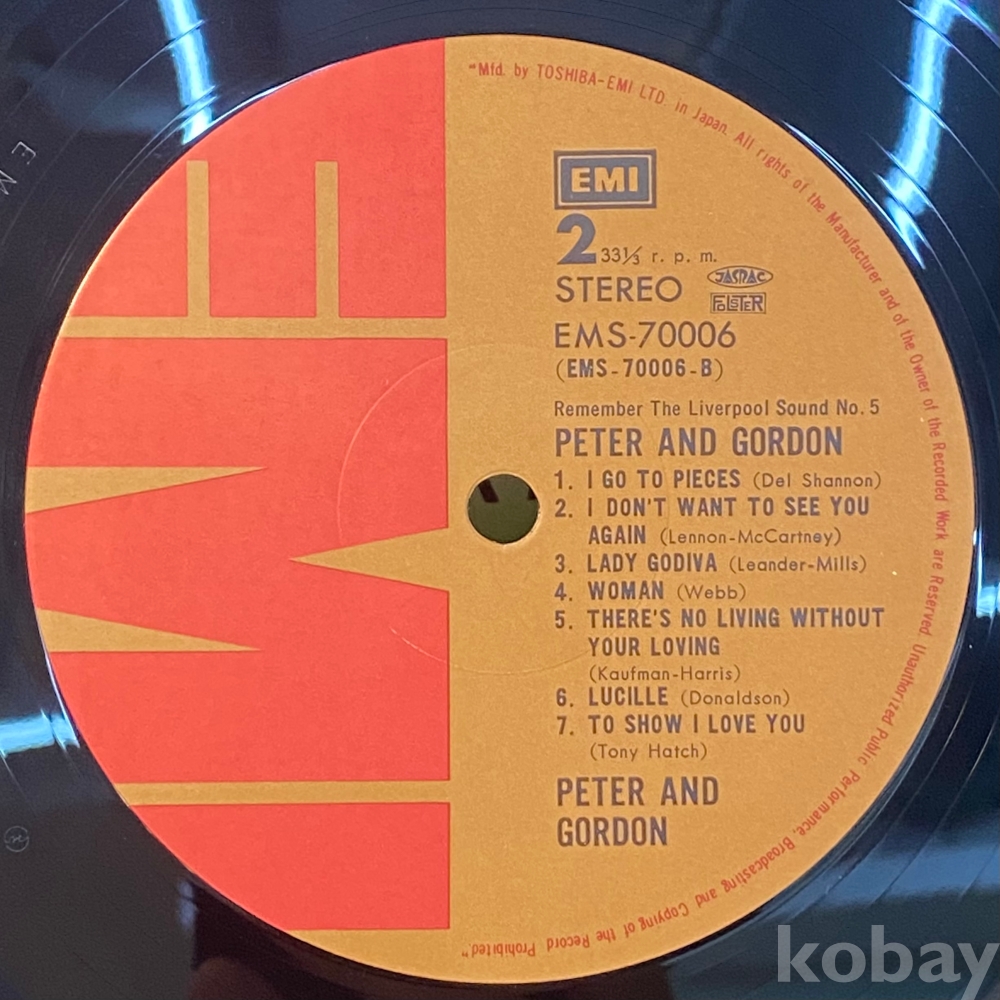 "Mfd. by TOSHIBA-EMI LTD. in Japan. All rights of the Manufacturer and of the Owner of the Recorded Work are Reserved. Unauthorized Public Performance, Broadcasting and Copying of the Record Prohibited"
EMI
2 33⅓ r. p. m.
STEREO JASRAC
FOLSTER
EMS-70006
(EMS-70006-B)
Remember The Liverpool Sound No. 5
PETER AND GORDON
1. I GO TO PIECES (Del Shannon)
2. I DON'T WANT TO SEE YOU
AGAIN (Lennon-McCartney)
3. LADY GODIVA (Leander-Mills)
4. WOMAN (Webb)
5. THERE'S NO LIVING WITHOUT
YOUR LOVING
(Kaufman-Harris)
6. LUCILLE (Donaldson)
7. TO SHOW I LOVE YOU
(Tony Hatch)
PETER AND
GORDON
EMI
E M
kobay